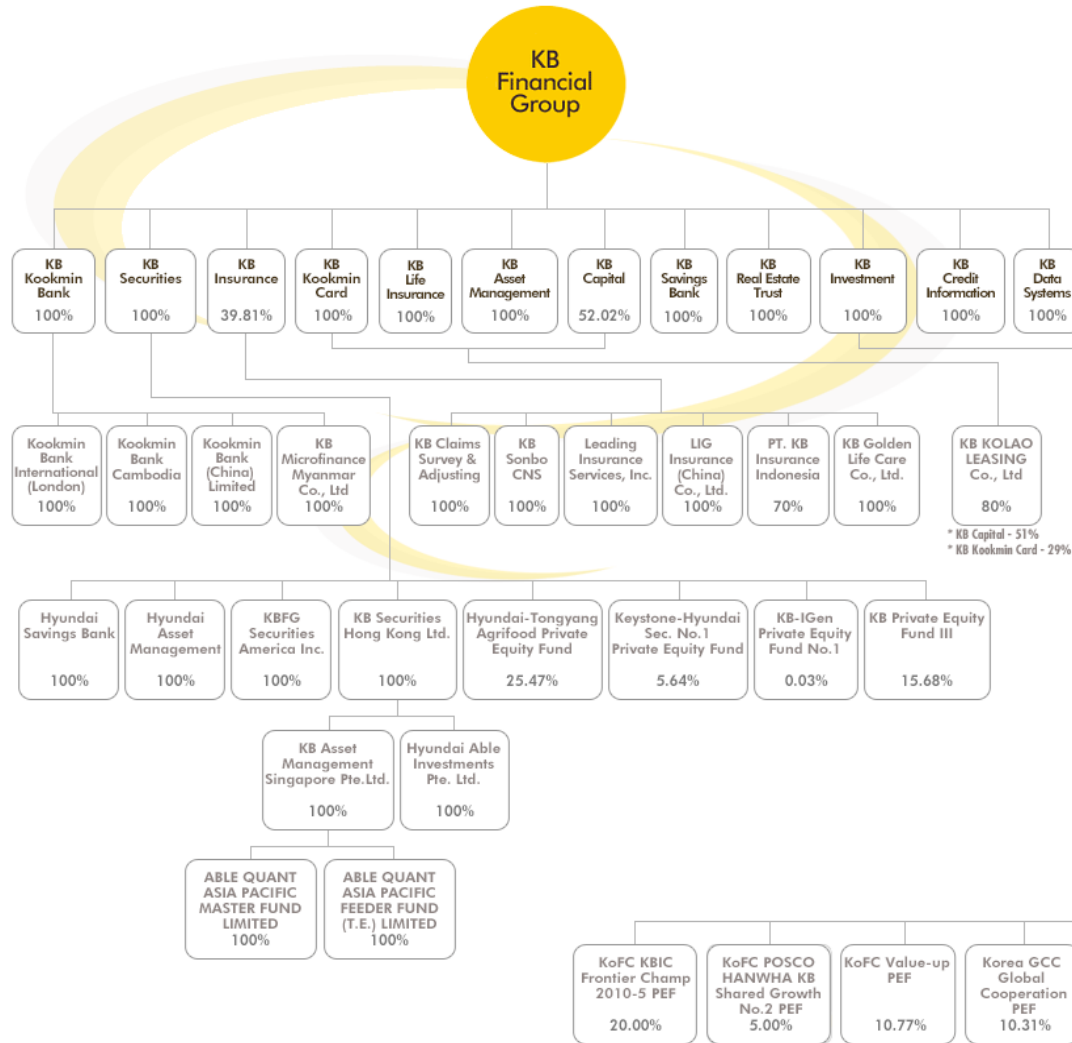 KB
Financial
Group
KB
Kookmin
Bank
100%
KB
Securities
100%
KB
Insurance
39.81%
KB
Kookmin
Card
100%
KB
Life
Insurance
100%
KB
Asset
Management
100%
KB
Capital
52.02%
KB
Savings
Bank
100%
KB
Real Estate
Trust
100%
KB
Investment
100%
KB
Credit
Information
100%
KB
Data
Systems
100%
Kookmin
Bank
International
(London)
100%
Kookmin
Bank
Cambodia
100%
Kookmin
Bank
(China)
Limited
100%
KB
Microfinance
Myanmar
Co., Ltd
100%
KB Claims
Survey &
Adjusting
100%
KB
Sonbo
CNS
100%
Leading
Insurance
Services, Inc.
100%
LIG
Insurance
(China)
Co., Ltd.
100%
PT. KB
Insurance
Indonesia
70%
KB Golden
Life Care
Co., Ltd.
100%
KB KOLAO
LEASING
Co., Ltd
80%
* KB Capital - 51%
* KB Kookmin Card - 29%
Hyundai
Savings Bank
100%
Hyundai
Asset
Management
100%
KBFG
Securities
America Inc.
100%
KB Securities
Hong Kong Ltd.
100%
Hyundai-Tongyang
Agrifood Private
Equity Fund
25.47%
Keystone-Hyundai
Sec. No.1
Private Equity Fund
5.64%
KB-IGen
Private Equity
Fund No.1
0.03%
KB Private Equity
Fund III
15.68%
KB Asset
Management
Singapore Pte.Ltd.
100%
Hyundai Able
Investments
Pte. Ltd.
100%
ABLE QUANT
ASIA PACIFIC
MASTER FUND
LIMITED
100%
ABLE QUANT
ASIA PACIFIC
FEEDER FUND
(T.E.) LIMITED
100%
KoFC KBIC
Frontier Champ
2010-5 PEF
20.00%
KoFC POSCO
HANWHA KB
Shared Growth
No.2 PEF
5.00%
KoFC Value-up
PEF
10.77%
Korea GCC
Global
Cooperation
PEF
10.31%